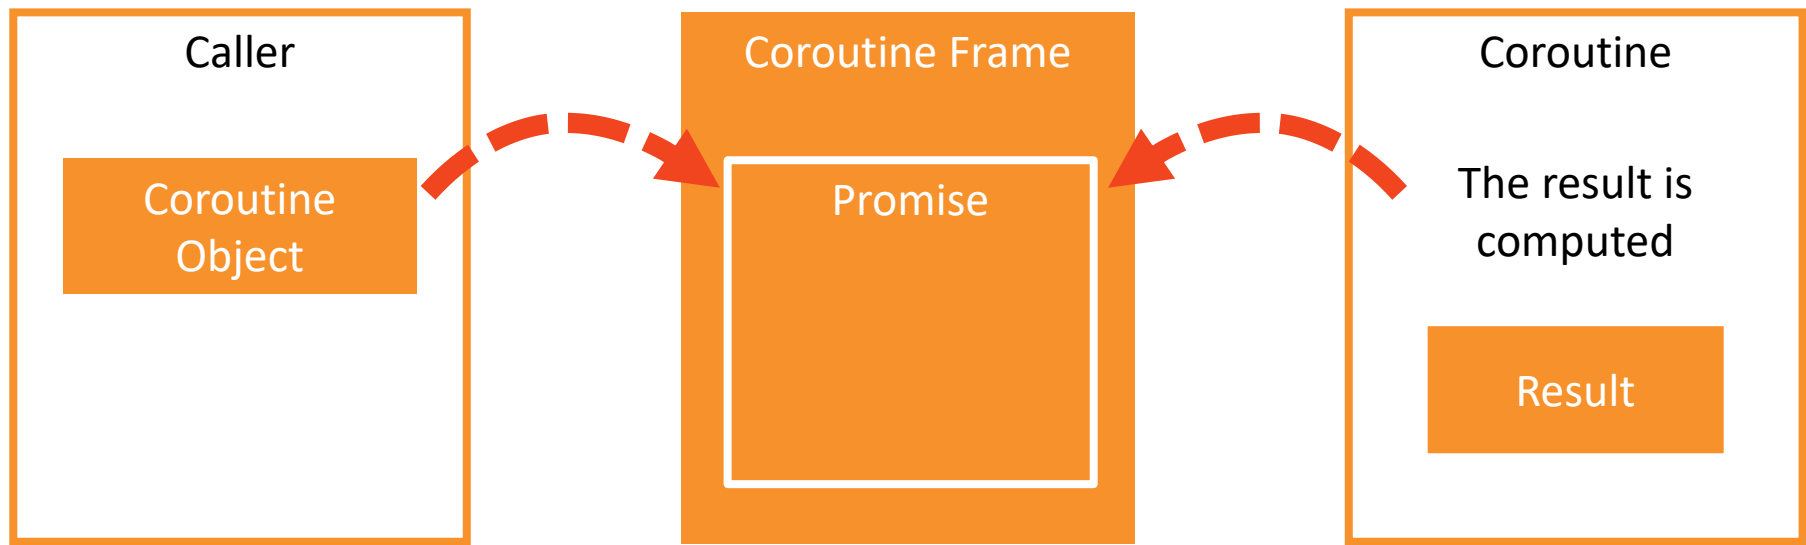 Caller
Coroutine
Object
Coroutine Frame
Promise
Coroutine
The result is
computed
Result